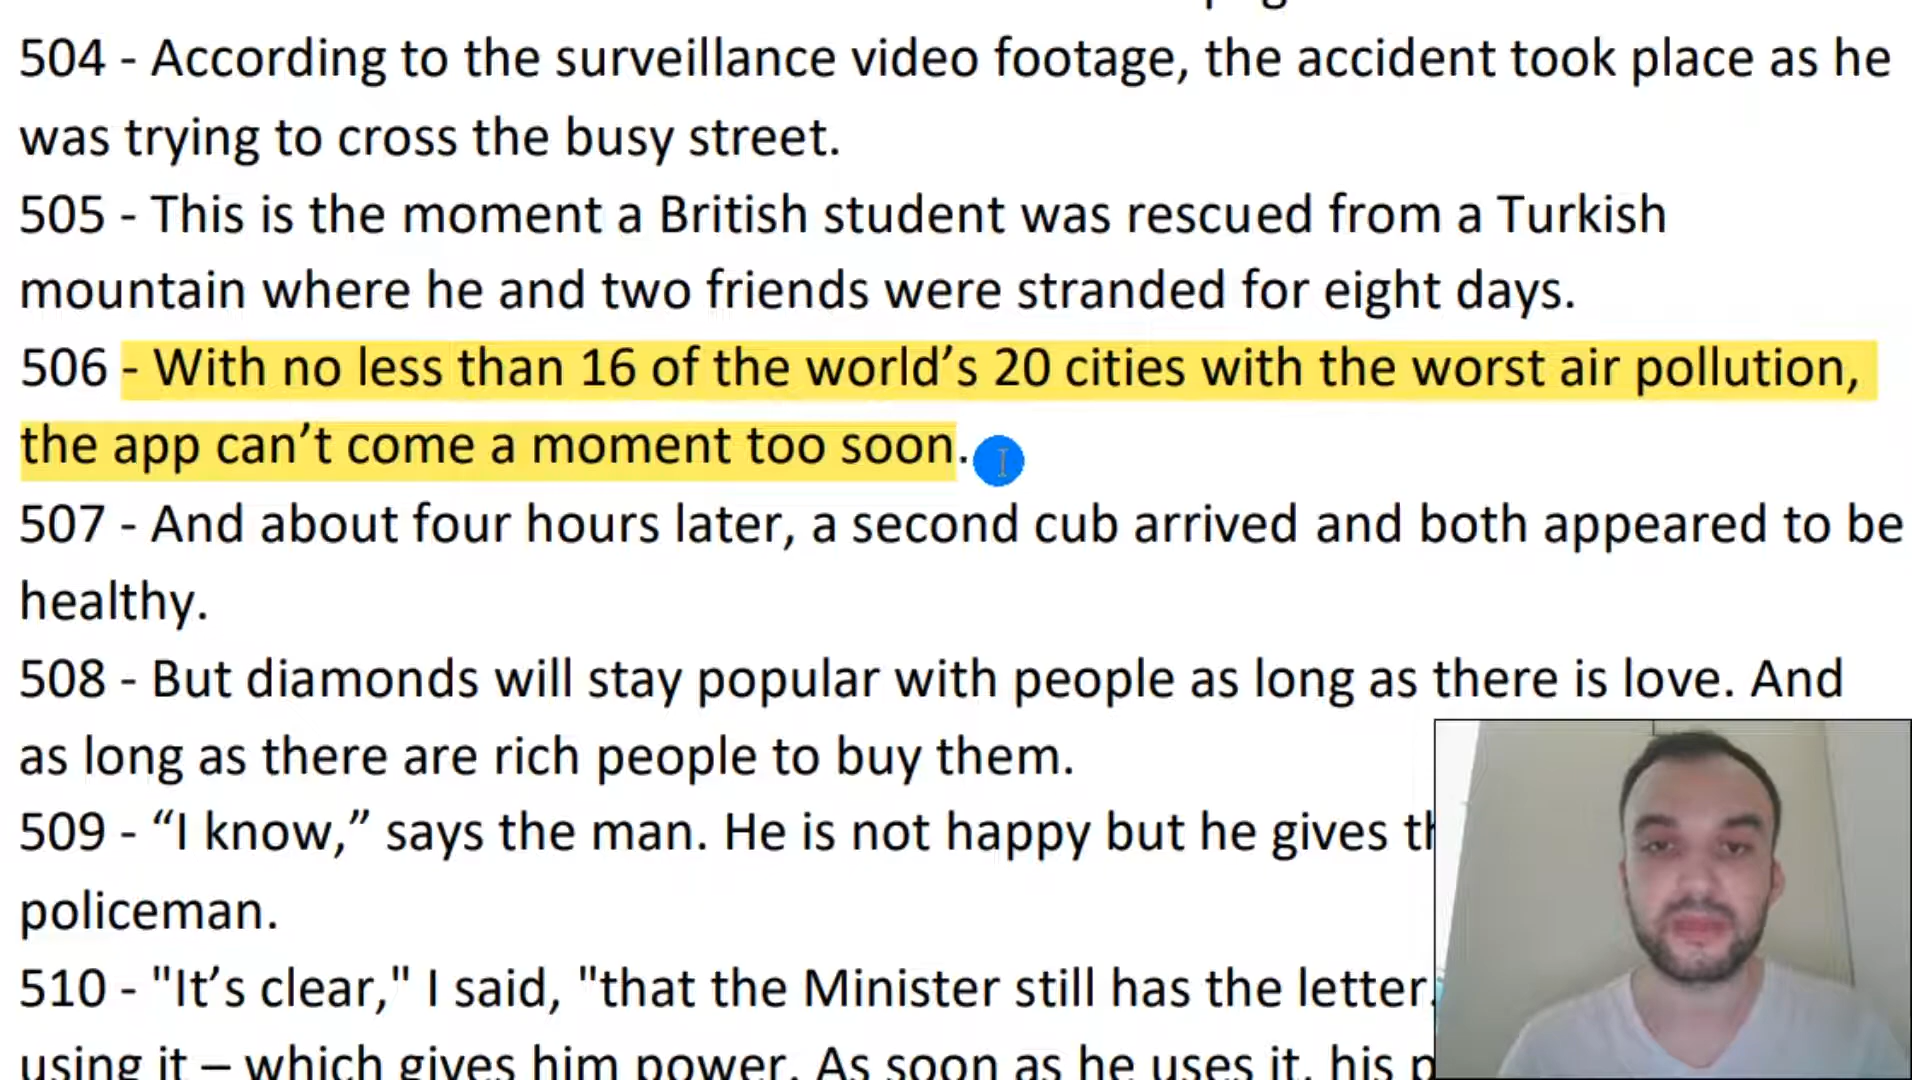 504 - According to the surveillance video footage, the accident took place as he
was trying to cross the busy street.
505 - This is the moment a British student was rescued from a Turkish
mountain where he and two friends were stranded for eight days.
506 - With no less than 16 of the world’s 20 cities with the worst air pollution,
the app can’t come a moment too soon.
507 - And about four hours later, a second cub arrived and both appeared to be
healthy.
508 - But diamonds will stay popular with people as long as there is love. And
as long as there are rich people to buy them.
509 - “I know,” says the man. He is not happy but he gives
policeman.
510 - "It’s clear," I said, "that the Minister still has the letter.
using it – which gives him power. As soon as he uses it, his